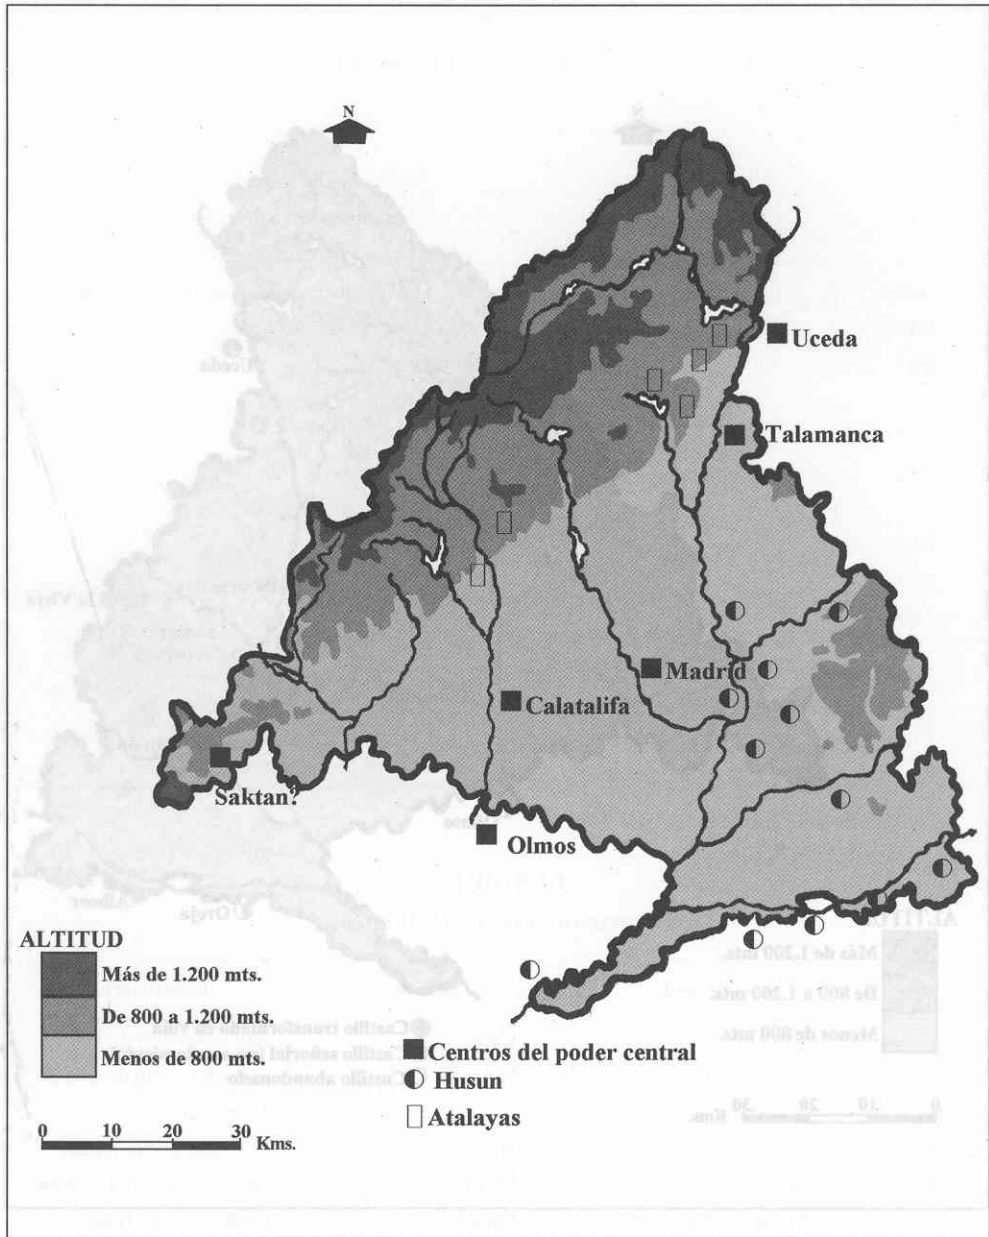 N
Uceda
Talamanca
Madrid
Calatalifa
Saktan?
Olmos
ALTITUD
Más de 1.200 mts.
De 800 a 1.200 mts.
Menos de 800 mts.
Centros del poder central
Husun
Atalayas
0 10 20 30 Kms.